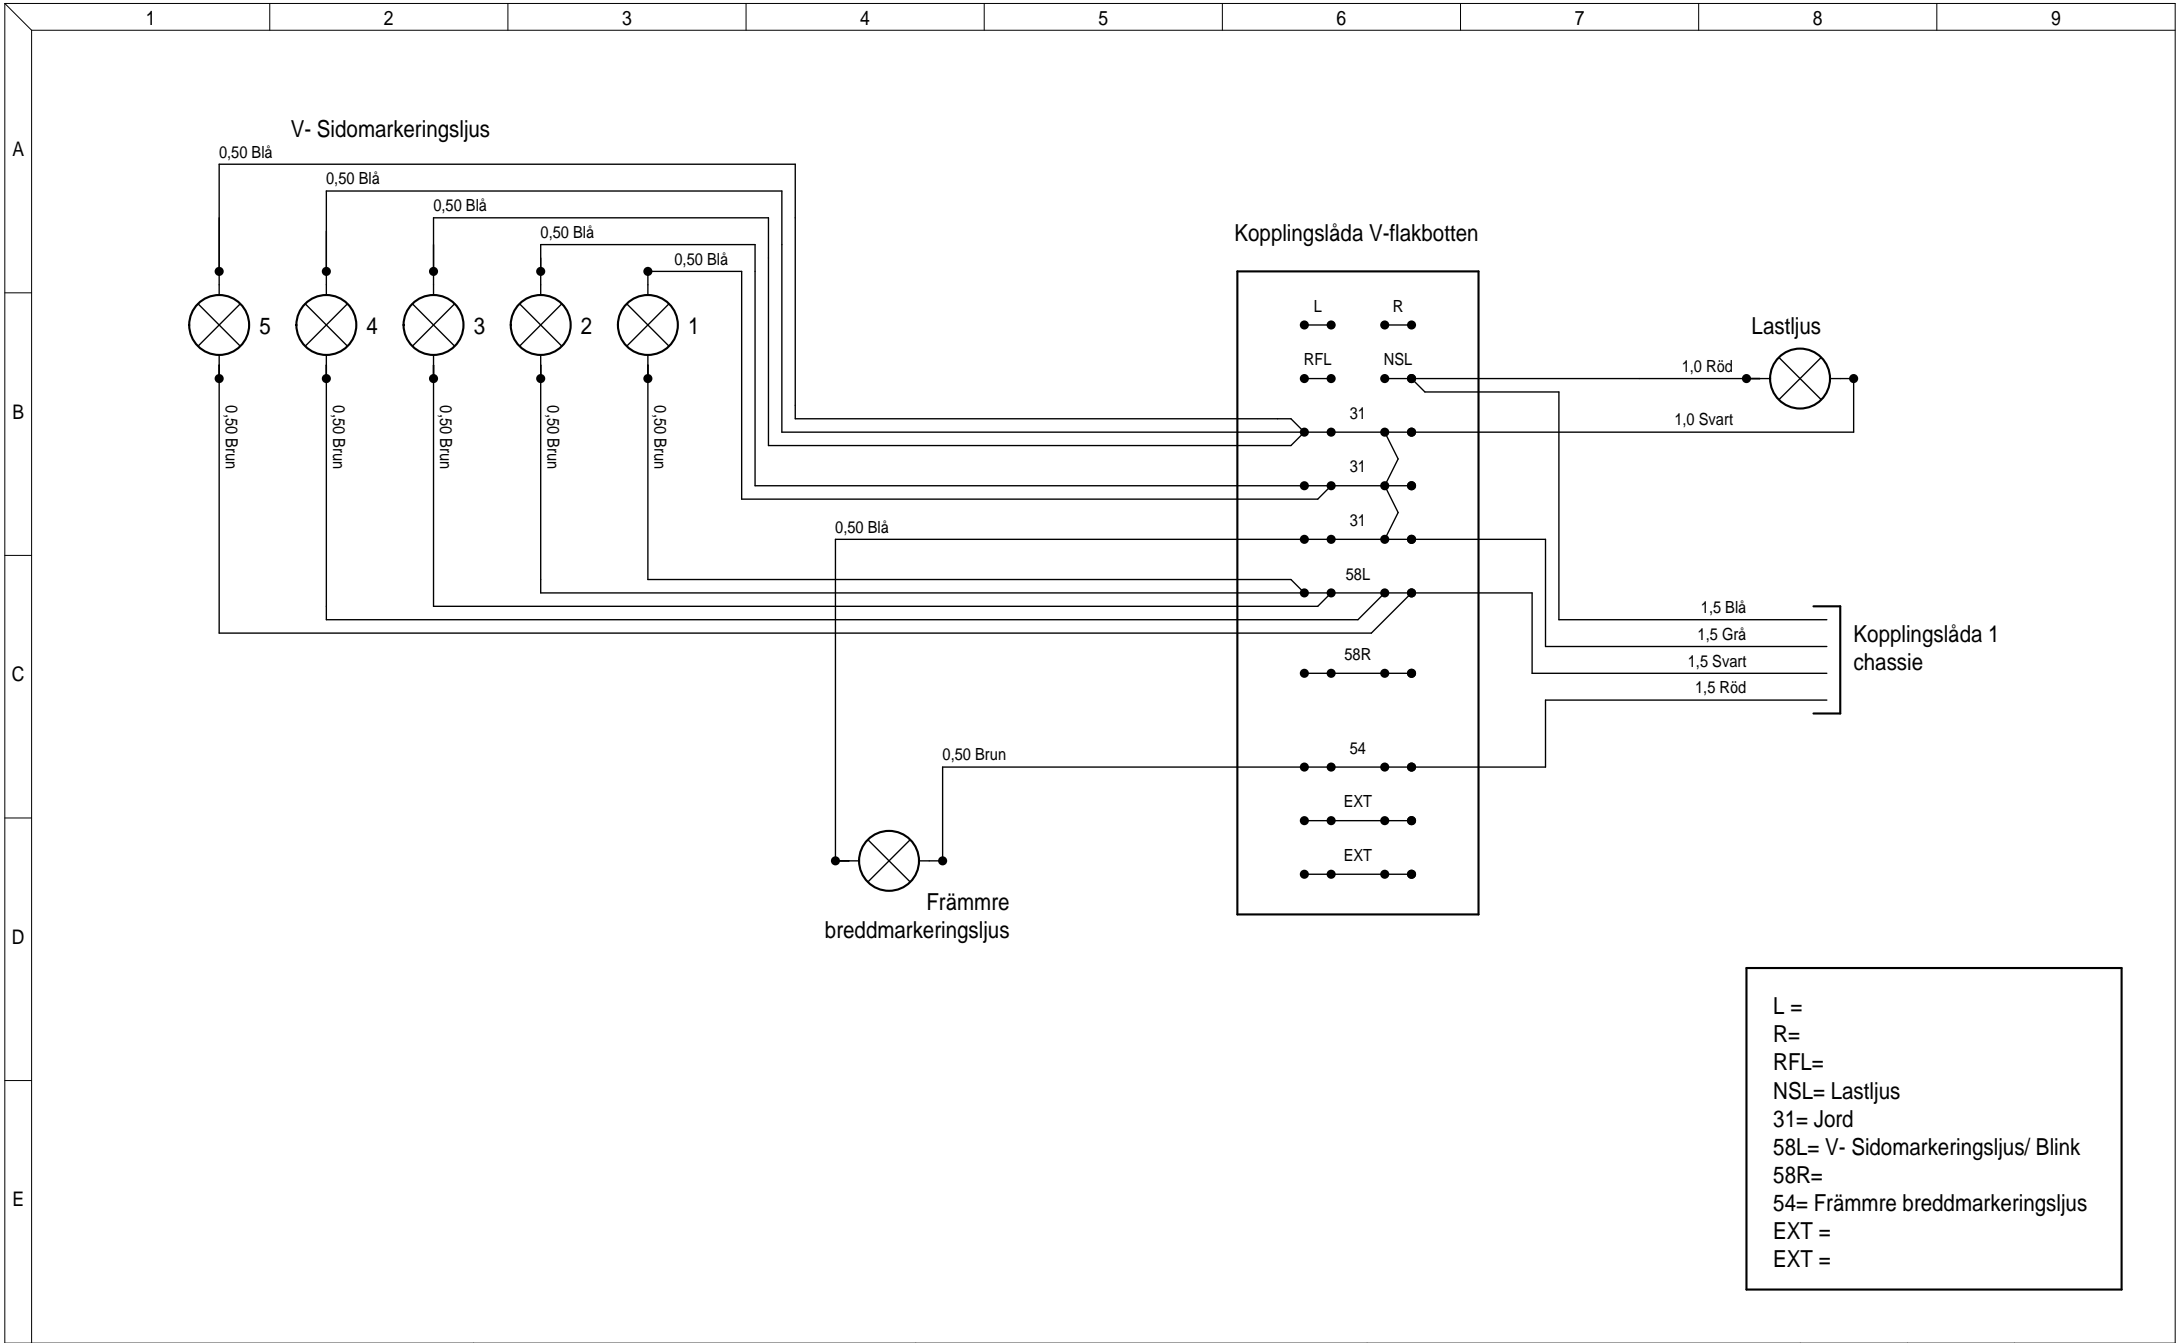 1 2 3 4 5 6 7 8 9
A
B
C
D
E
V- Sidomarkeringsljus
0,50 Blå
0,50 Blå
0,50 Blå
0,50 Blå
0,50 Blå
5 4 3 2 1
0,50 Brun
0,50 Brun
0,50 Brun
0,50 Brun
0,50 Brun
Kopplingslåda V-flakbotten
L R
RFL NSL
31
31
31
58L
58R
54
EXT
EXT
Lastljus
1,0 Röd
1,0 Svart
0,50 Blå
0,50 Brun
Främmre
breddmarkeringsljus
1,5 Blå
1,5 Grå
1,5 Svart
1,5 Röd
Kopplingslåda 1
chassie
L =
R=
RFL=
NSL= Lastljus
31= Jord
58L= V- Sidomarkeringsljus/ Blink
58R=
54= Främmre breddmarkeringsljus
EXT =
EXT =